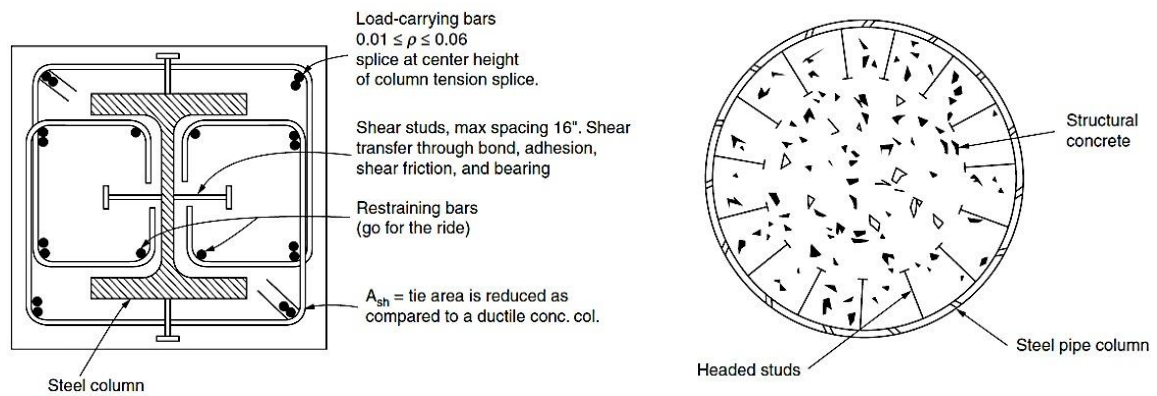 Load-carrying bars
0.01 ≤ ρ ≤ 0.06
splice at center height
of column tension splice.
Shear studs, max spacing 16". Shear
transfer through bond, adhesion,
shear friction, and bearing
Restraining bars
(go for the ride)
Ash = tie area is reduced as
compared to a ductile conc. col.
Steel column
Structural
concrete
Steel pipe column
Headed studs